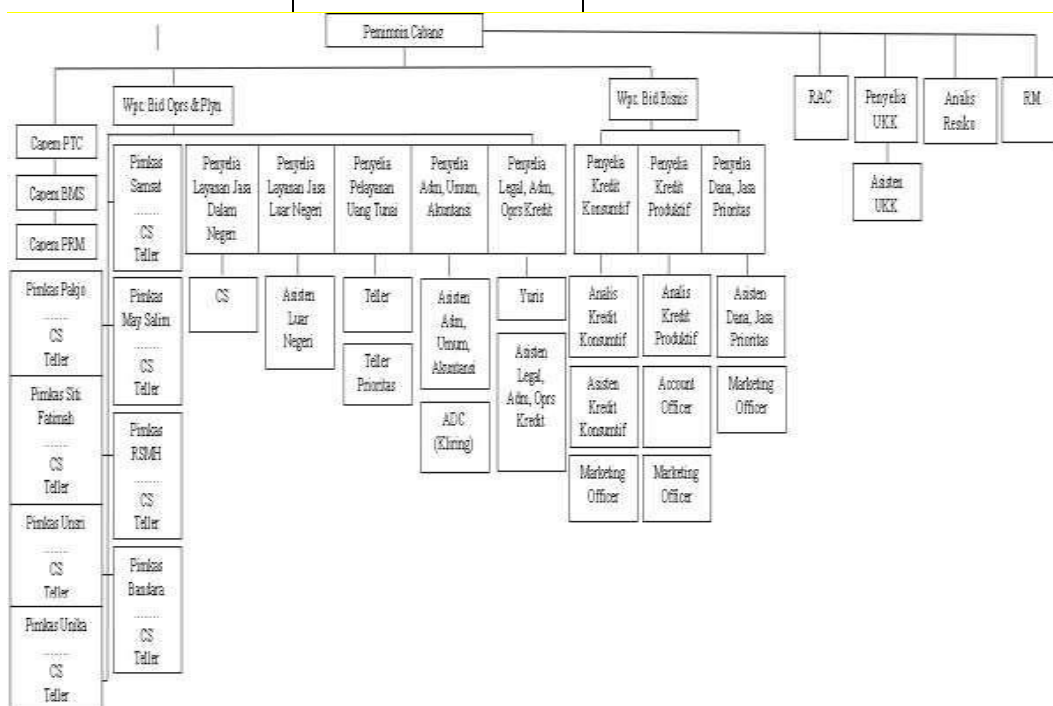 Pemimpin Cabang
Wpc. Bid Oprs & Plyn
Wpc. Bid Bisnis
RAC
Penyelia
UKK
Analis
Resiko
RM
Asisten
UKK
Capem PTC
Capem BMS
Capem PRM
Pimkas
Samsat
........
CS
Teller
Penyelia
Layanan Jasa
Dalam
Negeri
Penyelia
Layanan Jasa
Luar Negeri
Penyelia
Pelayanan
Uang Tunai
Penyelia
Adm, Umum,
Akuntansi
Penyelia
Legal, Adm,
Oprs Kredit
Penyelia
Kredit
Konsumtif
Penyelia
Kredit
Produktif
Penyelia
Dana, Jasa
Prioritas
Pimkas Pakjo
........
CS
Teller
Pimkas
May Salim
........
CS
Teller
CS
Asisten
Luar
Negeri
Teller
Asisten
Adm,
Umum,
Akuntansi
Yuris
Analis
Kredit
Konsumtif
Analis
Kredit
Produktif
Asisten
Dana, Jasa
Prioritas
Teller
Prioritas
Asisten
Legal,
Adm, Oprs
Kredit
Asisten
Kredit
Konsumtif
Account
Officer
Marketing
Officer
Pimkas Siti
Fatimah
........
CS
Teller
Pimkas
RSMH
........
CS
Teller
ADC
(Kliring)
Marketing
Officer
Marketing
Officer
Pimkas Unsri
........
CS
Teller
Pimkas
Bandara
........
CS
Teller
Pimkas Unika
........
CS
Teller